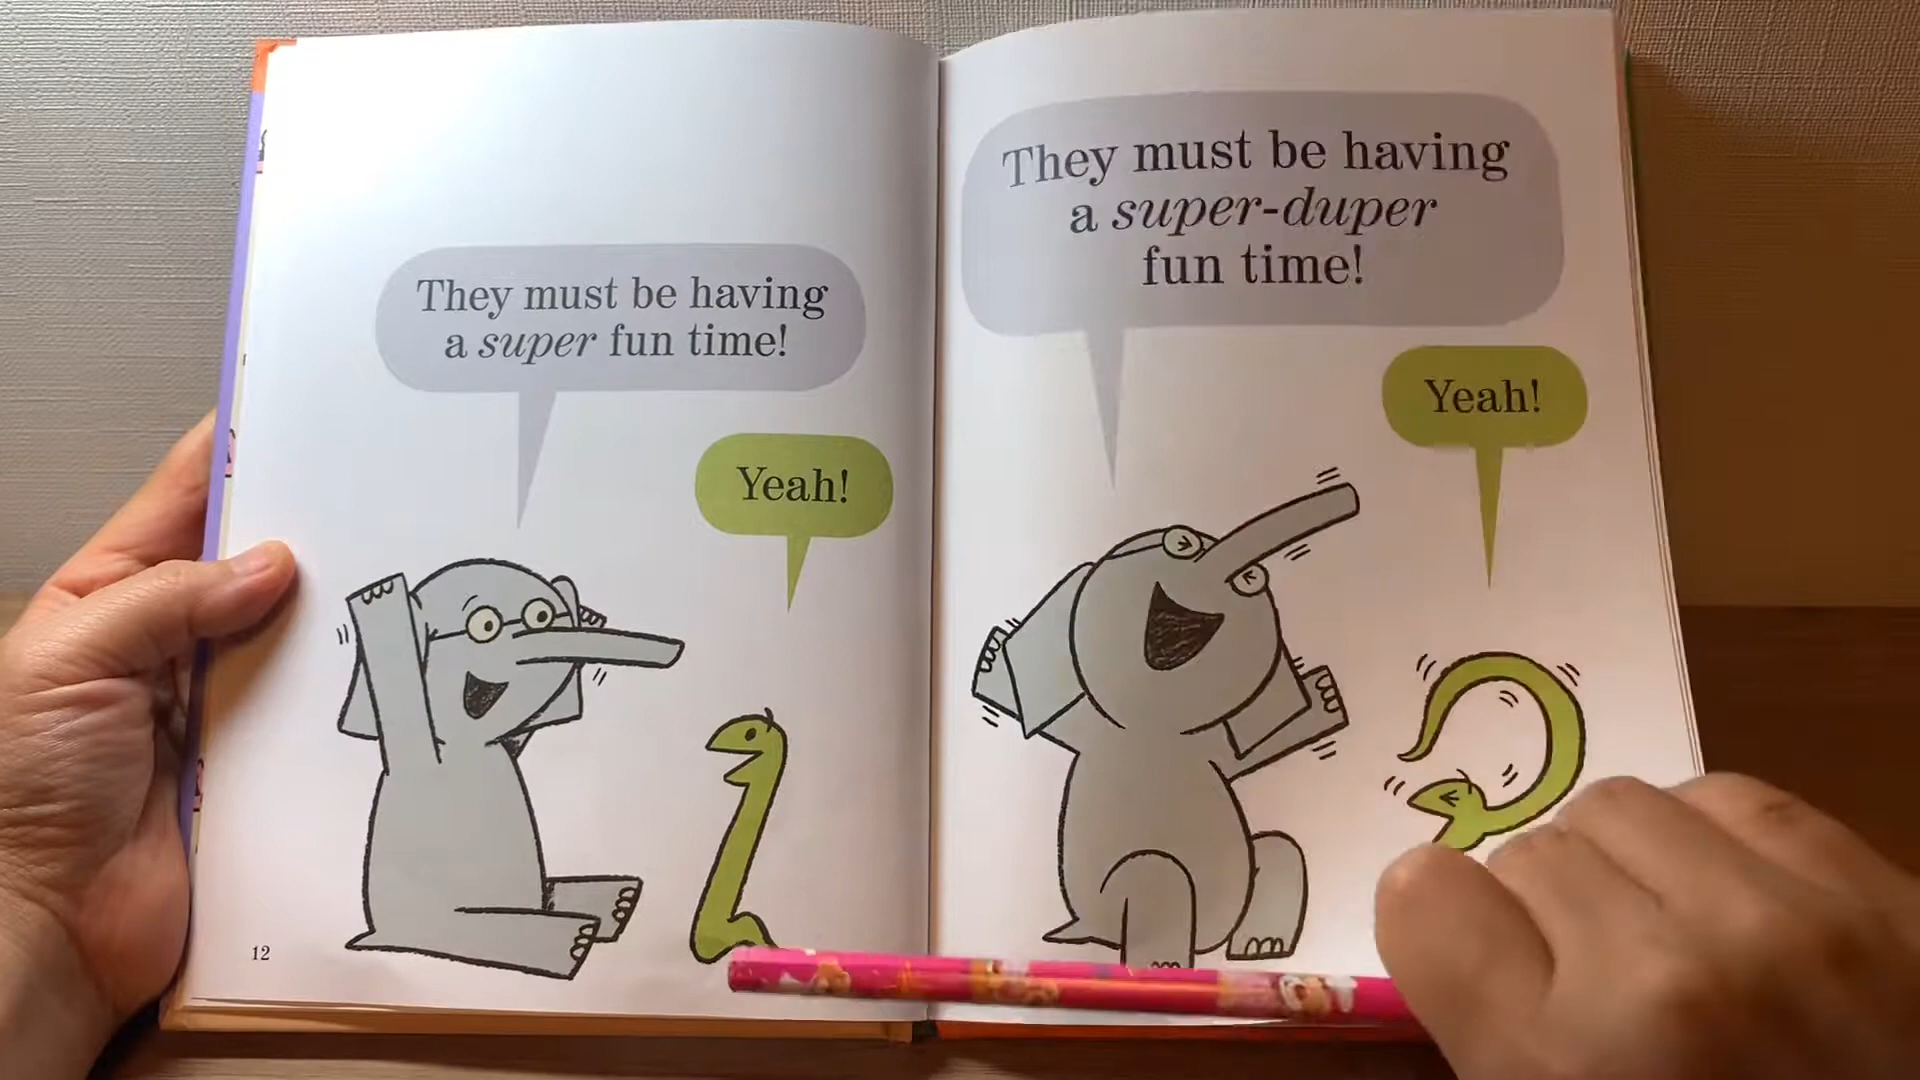 They must be having
a super fun time!
Yeah!
12
They must be having
a super-duper
fun time!
Yeah!